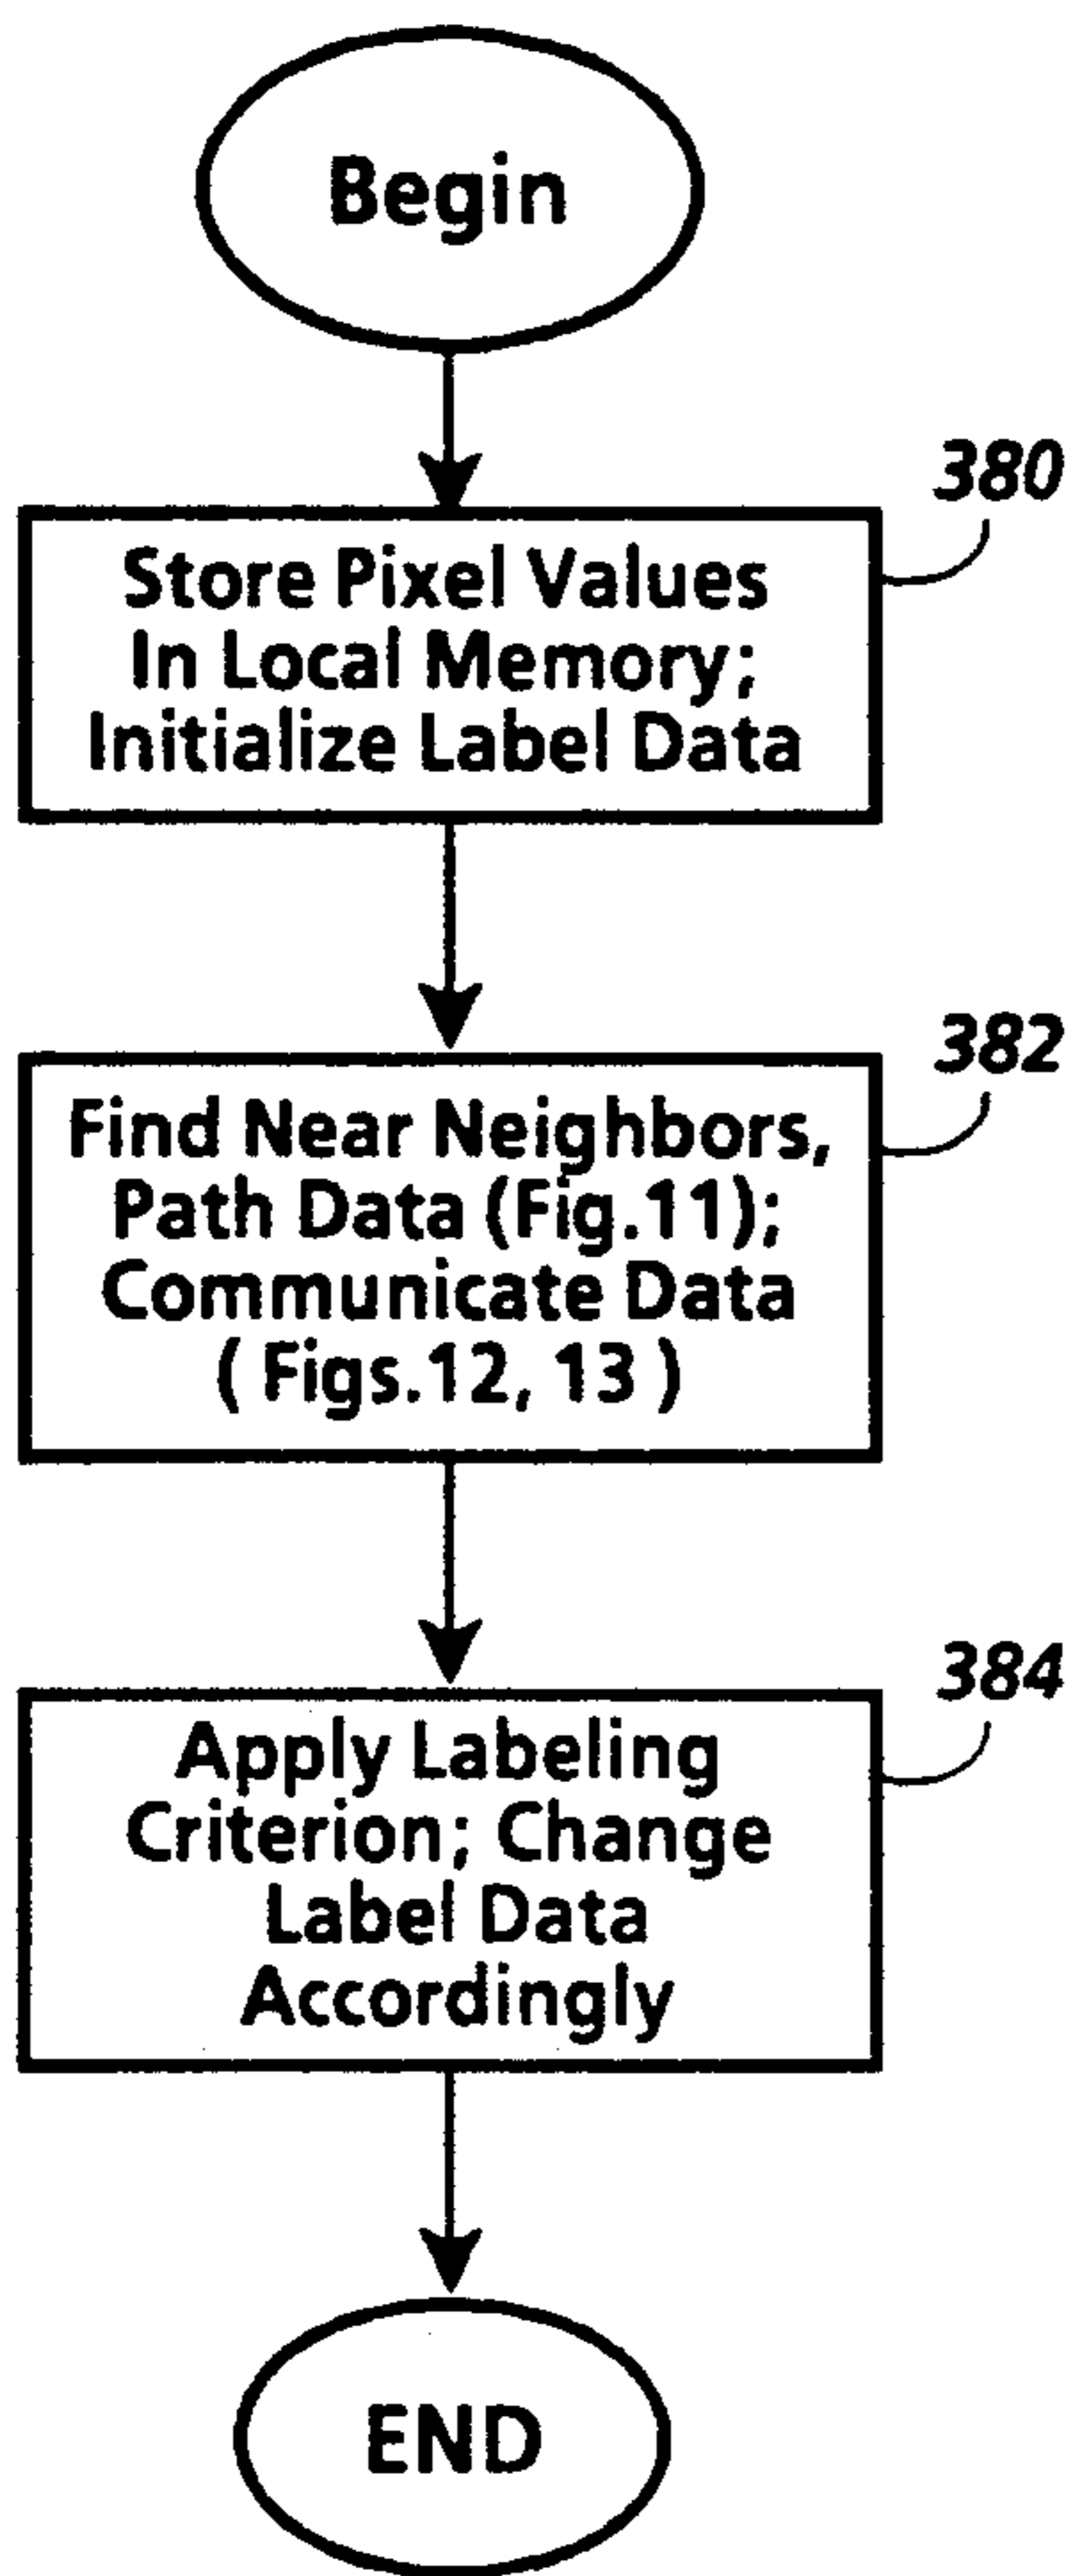 Begin
380
Store Pixel Values
In Local Memory;
Initialize Label Data
382
Find Near Neighbors,
Path Data (Fig.11);
Communicate Data
( Figs.12, 13 )
384
Apply Labeling
Criterion; Change
Label Data
Accordingly
END